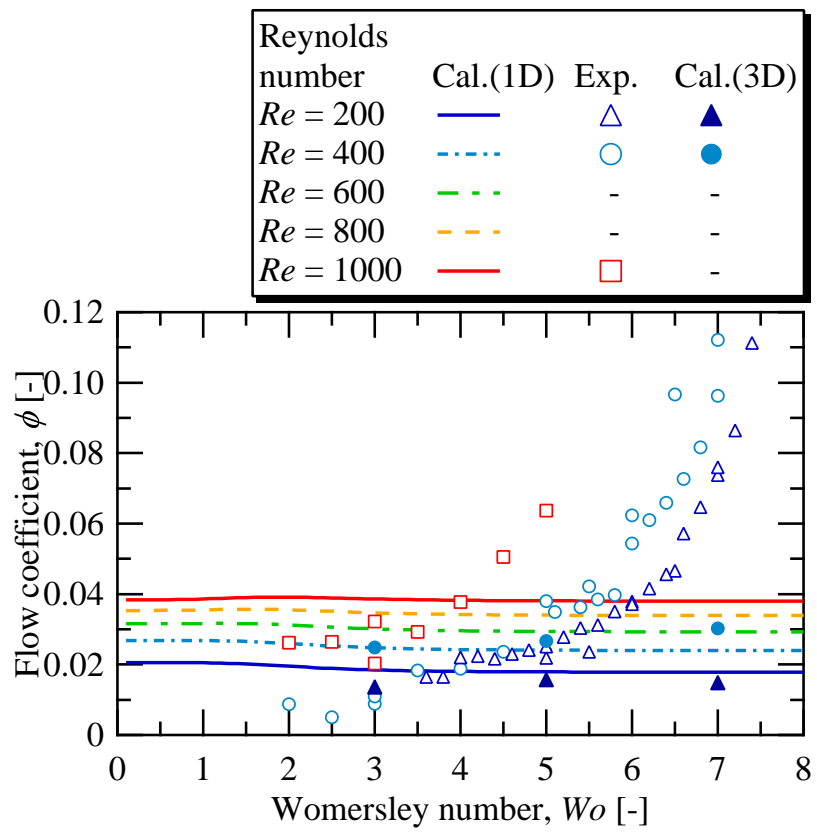 Reynolds
number Cal.(1D) Exp. Cal.(3D)
Re = 200
Re = 400
Re = 600 - -
Re = 800 - -
Re = 1000 -
0.12
0.10
0.08
0.06
0.04
0.02
0
Flow coefficient, ϕ [-]
0 1 2 3 4 5 6 7 8
Womersley number, Wo [-]